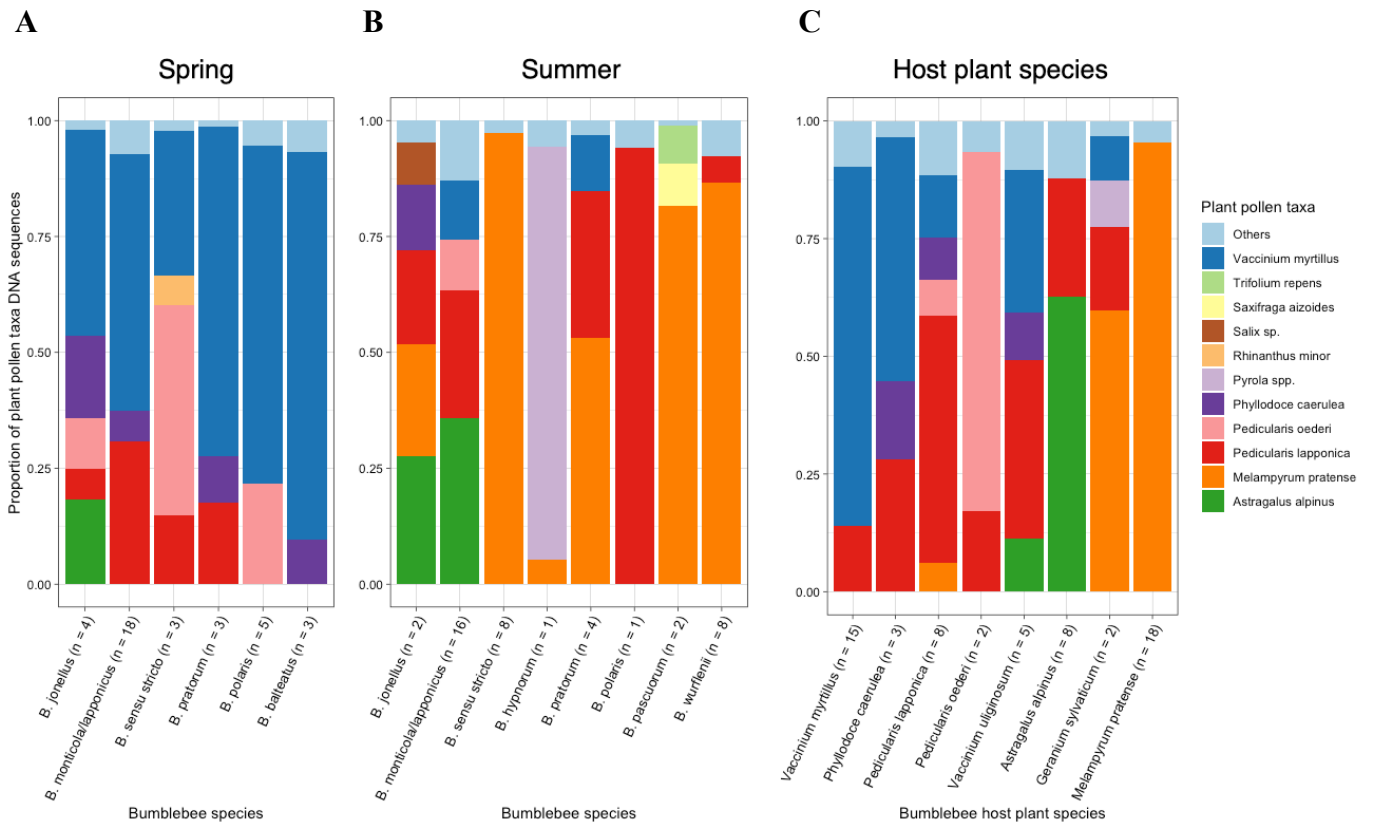 A
B
C
Spring
Summer
Host plant species
Proportion of plant pollen taxa DNA sequences
1.00
0.75
0.50
0.25
0.00
B. jonellus (n = 4)
B. monticola/lapponicus (n = 18)
B. sensu stricto (n = 3)
B. pratorum (n = 3)
B. polaris (n = 5)
B. balteatus (n = 3)
Bumblebee species
1.00
0.75
0.50
0.25
0.00
B. jonellus (n = 2)
B. monticola/lapponicus (n = 16)
B. sensu stricto (n = 8)
B. hypnorum (n = 1)
B. pratorum (n = 4)
B. polaris (n = 1)
B. pascuorum (n = 2)
B. wurflenii (n = 8)
Bumblebee species
1.00
0.75
0.50
0.25
0.00
Vaccinium myrtillus (n = 15)
Phyllodoce caerulea (n = 3)
Pedicularis lapponica (n = 8)
Pedicularis oederi (n = 2)
Vaccinium uliginosum (n = 5)
Astragalus alpinus (n = 8)
Geranium sylvaticum (n = 2)
Melampyrum pratense (n = 18)
Bumblebee host plant species
Plant pollen taxa
Others
Vaccinium myrtillus
Trifolium repens
Saxifraga aizoides
Salix sp.
Rhinanthus minor
Pyrola spp.
Phyllodoce caerulea
Pedicularis oederi
Pedicularis lapponica
Melampyrum pratense
Astragalus alpinus